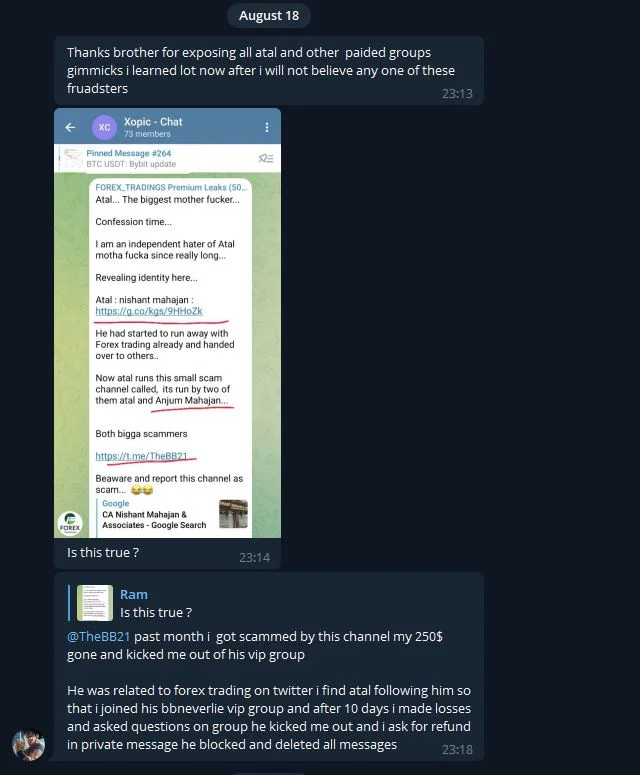 August 18
Thanks brother for exposing all atal and other paided groups
gimmicks i learned lot now after i will not believe any one of these
fruadsters
23:13
XC
Xopic - Chat
73 members
Pinned Message #264
BTC USDT: Bybit update
FOREX_TRADINGS Premium Leaks (50...
Atal... The biggest mother fucker...
Confession time...
I am an independent hater of Atal
motha fucka since really long...
Revealing identity here...
Atal : nishant mahajan :
https://g.co/kgs/9HHoZk
He had started to run away with
Forex trading already and handed
over to others..
Now atal runs this small scam
channel called, its run by two of
them atal and Anjum Mahajan...
Both bigga scammers
https://t.me/TheBB21
Beaware and report this channel as
scam... 😂😂
Google
CA Nishant Mahajan &
Associates - Google Search
FOREX
Is this true ?
23:14
Ram
Is this true ?
@TheBB21 past month i got scammed by this channel my 250$
gone and kicked me out of his vip group
He was related to forex trading on twitter i find atal following him so
that i joined his bbneverlie vip group and after 10 days i made losses
and asked questions on group he kicked me out and i ask for refund
in private message he blocked and deleted all messages
23:18